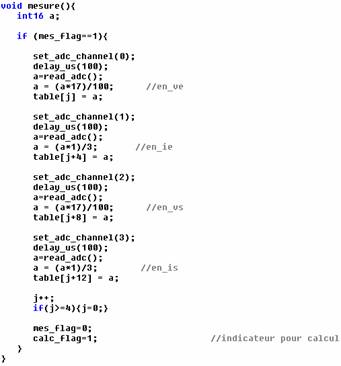 void mesure(){
int16 a;
if (mes_flag==1){
set_adc_channel(0);
delay_us(100);
a=read_adc();
a = (a*17)/100; //en_ve
table[j] = a;
set_adc_channel(1);
delay_us(100);
a=read_adc();
a = (a*1)/3; //en_ie
table[j+4] = a;
set_adc_channel(2);
delay_us(100);
a=read_adc();
a = (a*17)/100; //en_vs
table[j+8] = a;
set_adc_channel(3);
delay_us(100);
a=read_adc();
a = (a*1)/3; //en_is
table[j+12] = a;
j++;
if(j>=4){j=0;}
mes_flag=0;
calc_flag=1; //indicateur pour calcul
}
}